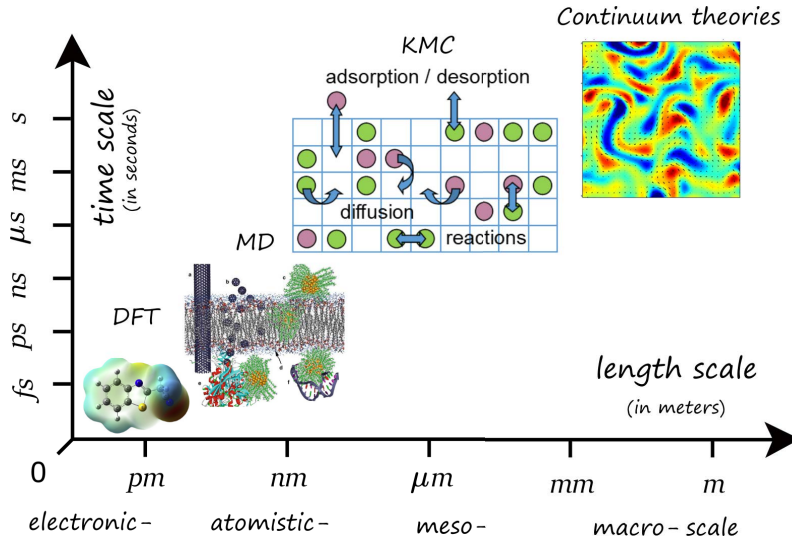 Continuum theories
KMC
adsorption / desorption
time scale
(in seconds)
s
ms
μs
ns
ps
fs
diffusion
reactions
MD
DFT
length scale
(in meters)
0
pm
nm
μm
mm
m
electronic-
atomistic-
meso-
macro-scale